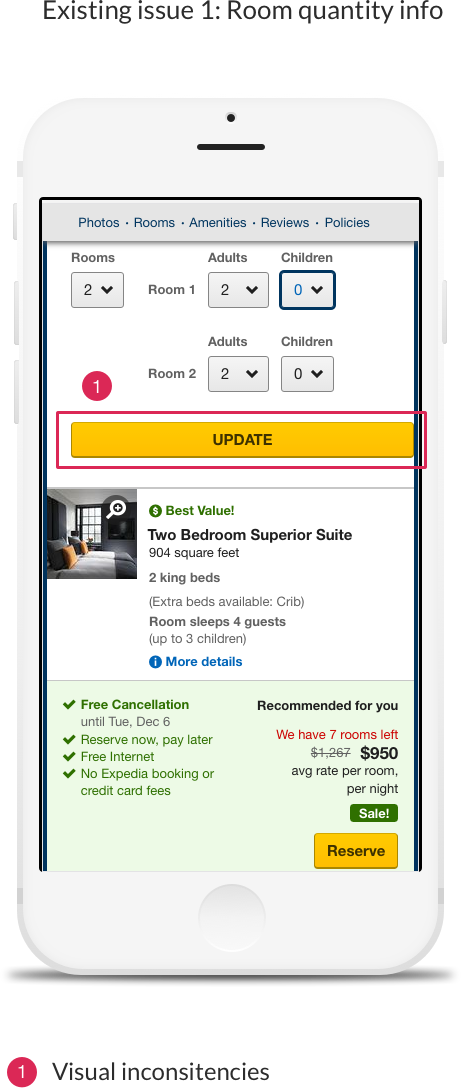 Existing issue 1: Room quantity info
Photos · Rooms · Amenities · Reviews · Policies
Rooms Adults Children
2 Room 1 2 0
Adults Children
Room 2 2 0
1
UPDATE
Best Value!
Two Bedroom Superior Suite
904 square feet
2 king beds
(Extra beds available: Crib)
Room sleeps 4 guests
(up to 3 children)
More details
Free Cancellation
until Tue, Dec 6
Reserve now, pay later
Free Internet
No Expedia booking or
credit card fees
Recommended for you
We have 7 rooms left
$1,267 $950
avg rate per room,
per night
Sale!
Reserve
1 Visual inconsitencies